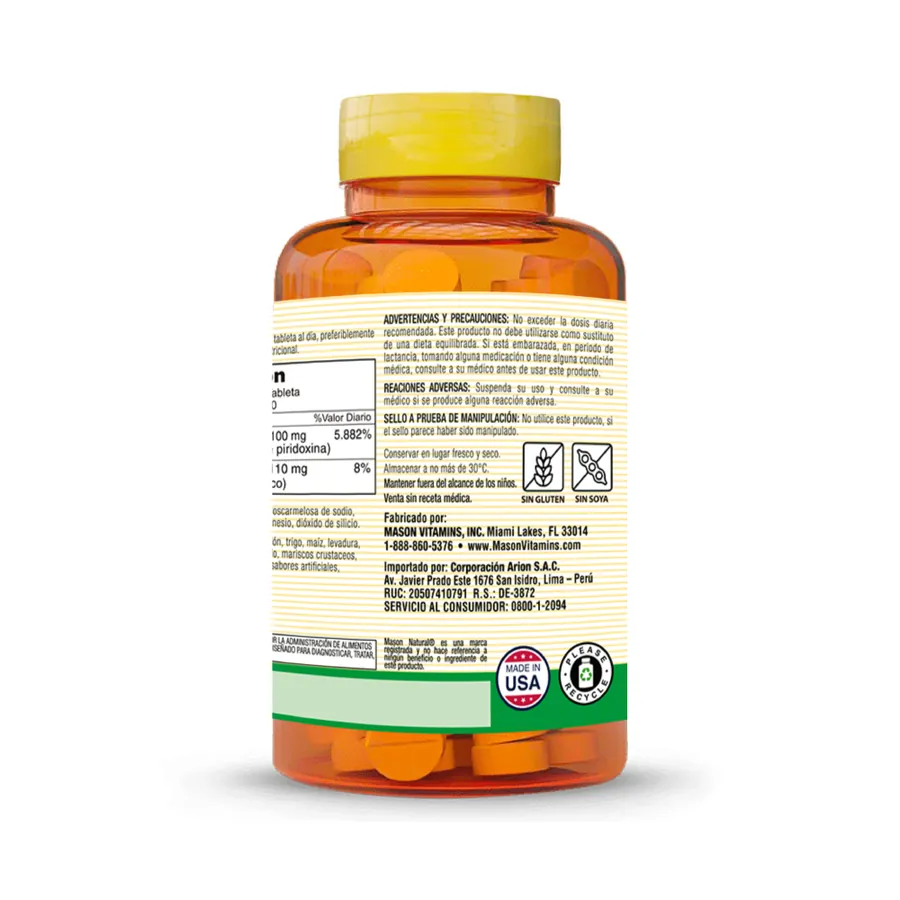 tableta al día, preferiblemente
tricional.
on
ableta
0
%Valor Diario
100 mg 5.882%
piridoxina)
10 mg 8%
co)
oscarmelosa de sodio,
nesio, dióxido de silicio.
ón, trigo, maíz, levadura,
o, mariscos crustaceos,
sabores artificiales,
R LA ADMINISTRACIÓN DE ALIMENTOS
ISEÑADO PARA DIAGNOSTICAR, TRATAR,
ADVERTENCIAS Y PRECAUCIONES: No exceder la dosis diaria
recomendada. Este producto no debe utilizarse como sustituto
de una dieta equilibrada. Si está embarazada, en periodo de
lactancia, tomando alguna medicación o tiene alguna condición
médica, consulte a su médico antes de usar este producto.
REACIONES ADVERSAS: Suspenda su uso y consulte a su
médico si se produce alguna reacción adversa.
SELLO A PRUEBA DE MANIPULACIÓN: No utilice este producto, si
el sello parece haber sido manipulado.
Conservar en lugar fresco y seco.
Almacenar a no más de 30°C.
Mantener fuera del alcance de los niños.
Venta sin receta médica.
SIN GLUTEN SIN SOYA
Fabricado por:
MASON VITAMINS, INC. Miami Lakes, FL 33014
1-888-860-5376 • www.MasonVitamins.com
Importado por: Corporación Arion S.A.C.
Av. Javier Prado Este 1676 San Isidro, Lima – Perú
RUC: 20507410791 R.S.: DE-3872
SERVICIO AL CONSUMIDOR: 0800-1-2094
Mason Natural® es una marca
registrada y no hace referencia a
ningún beneficio o ingrediente de
este producto.
MADE IN
USA
PLEASE
RECYCLE